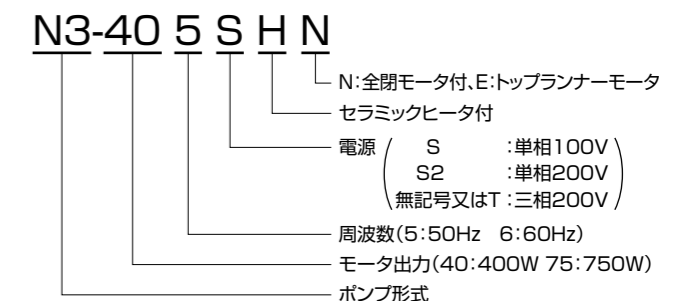 N3-40 5 S H N
N:全閉モータ付、E:トップランナーモータ
セラミックヒータ付
電源 S :単相100V
S2 :単相200V
無記号又はT:三相200V
周波数(5:50Hz 6:60Hz)
モータ出力(40:400W 75:750W)
ポンプ形式